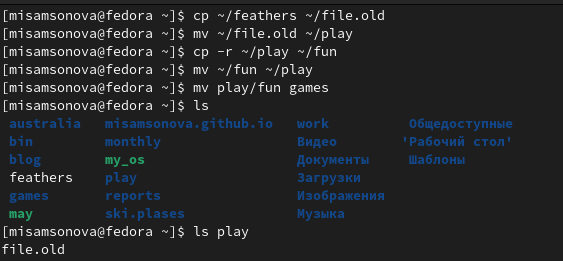 [misamsonova@fedora ~]$ cp ~/feathers ~/file.old
[misamsonova@fedora ~]$ mv ~/file.old ~/play
[misamsonova@fedora ~]$ cp -r ~/play ~/fun
[misamsonova@fedora ~]$ mv ~/fun ~/play
[misamsonova@fedora ~]$ mv play/fun games
[misamsonova@fedora ~]$ ls
australia misamsonova.github.io work Общедоступные
bin monthly Видео 'Рабочий стол'
blog my_os Документы Шаблоны
feathers play Загрузки
games reports Изображения
may ski.plases Музыка
[misamsonova@fedora ~]$ ls play
file.old